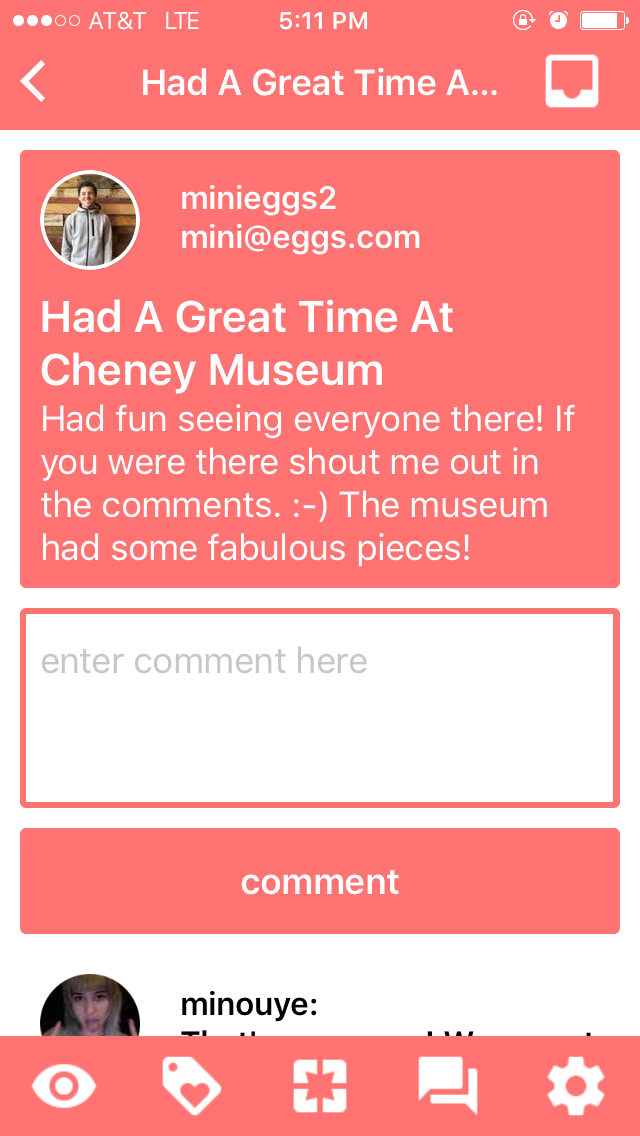 AT&T LTE 5:11 PM
Had A Great Time A...
minieggs2
mini@eggs.com
Had A Great Time At
Cheney Museum
Had fun seeing everyone there! If
you were there shout me out in
the comments. :-) The museum
had some fabulous pieces!
enter comment here
comment
minouye: